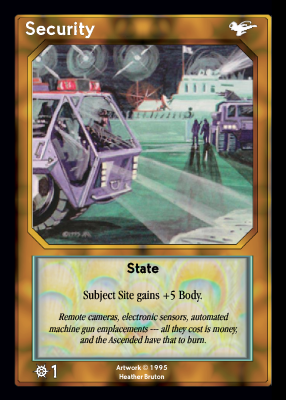 Security
State
Subject Site gains +5 Body.
Remote cameras, electronic sensors, automated
machine gun emplacements — all they cost is money,
and the Ascended have that to burn.
1
Artwork © 1995
Heather Bruton